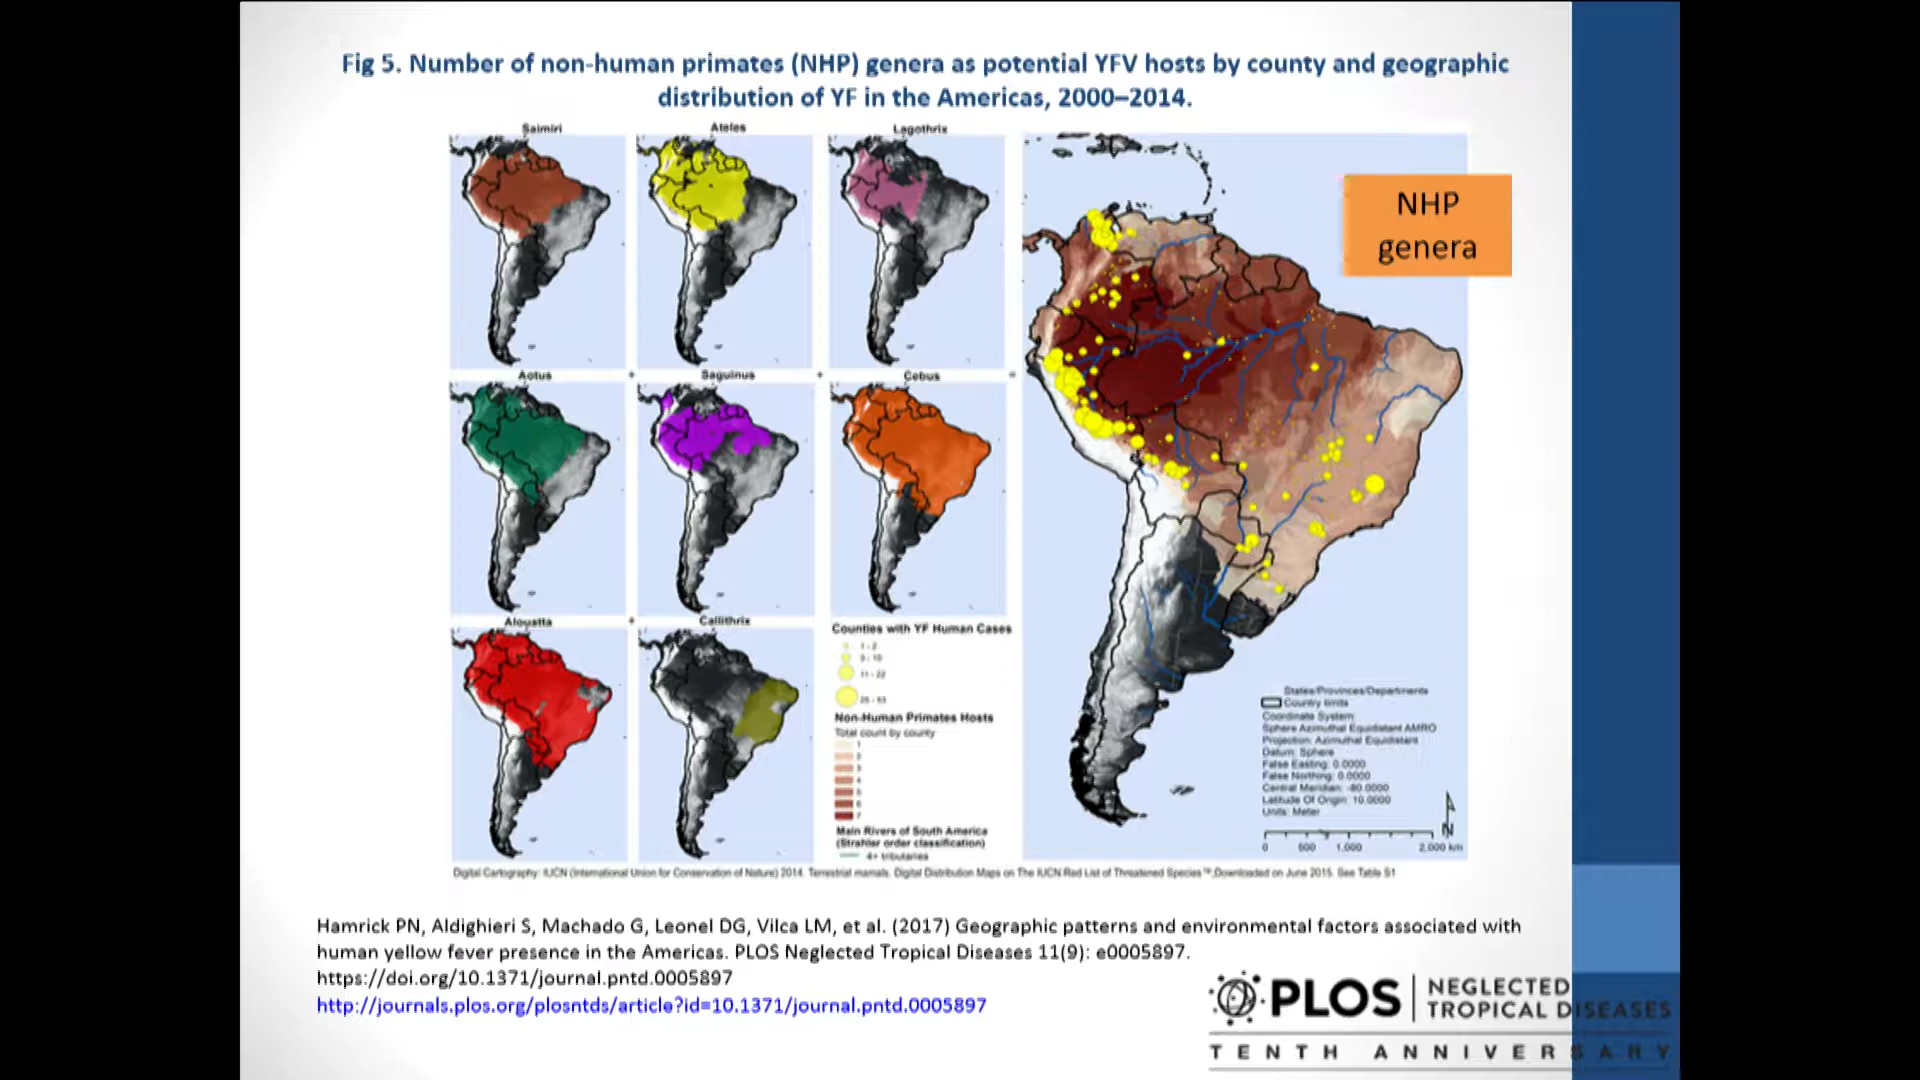 Fig 5. Number of non-human primates (NHP) genera as potential YFV hosts by county and geographic
distribution of YF in the Americas, 2000–2014.
Saimiri
Ateles
Lagothrix
NHP
genera
Aotus
Saguinus
Cebus
Alouatta
Callithrix
Counties with YF Human Cases
1 - 2
11 - 22
Non-Human Primates Hosts
Total count by county
1
2
3
4
5
6
7
Main Rivers of South America
(Strahler order classification)
4+ tributaries
States/Provinces/Departments
Country limits
Coordinate System:
Sphere Azimuthal Equidistant AMRO
Projection: Azimuthal Equidistant
Datum: Sphere
False Easting: 0.0000
False Northing: 0.0000
Central Meridian: -80.0000
Latitude Of Origin: 10.0000
Units: Meter
N
0 500 1,000 2,000 km
Digital Cartography: IUCN (International Union for Conservation of Nature) 2014. Terrestrial mamals. Digital Distribution Maps on The IUCN Red List of Threatened Species™,Downloaded on June 2015. See Table S1
Hamrick PN, Aldighieri S, Machado G, Leonel DG, Vilca LM, et al. (2017) Geographic patterns and environmental factors associated with
human yellow fever presence in the Americas. PLOS Neglected Tropical Diseases 11(9): e0005897.
https://doi.org/10.1371/journal.pntd.0005897
http://journals.plos.org/plosntds/article?id=10.1371/journal.pntd.0005897
PLOS NEGLECTED
TROPICAL DISEASES
TENTH ANNIVERSARY